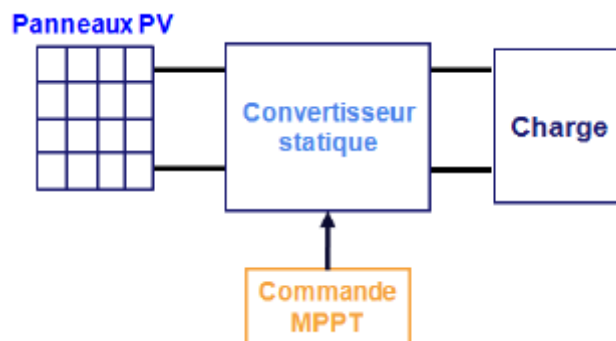 Panneaux PV
Convertisseur
statique
Charge
Commande
MPPT